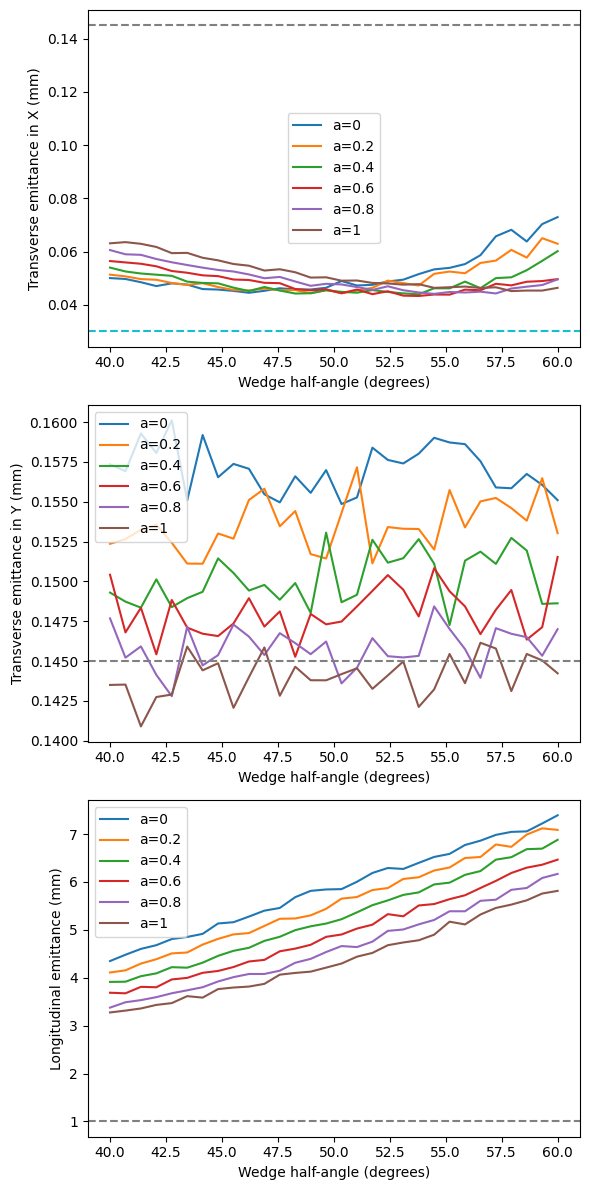 Transverse emittance in X (mm)
0.14
0.12
0.10
0.08
0.06
0.04
a=0
a=0.2
a=0.4
a=0.6
a=0.8
a=1
40.0 42.5 45.0 47.5 50.0 52.5 55.0 57.5 60.0
Wedge half-angle (degrees)
Transverse emittance in Y (mm)
0.1600
0.1575
0.1550
0.1525
0.1500
0.1475
0.1450
0.1425
0.1400
a=0
a=0.2
a=0.4
a=0.6
a=0.8
a=1
40.0 42.5 45.0 47.5 50.0 52.5 55.0 57.5 60.0
Wedge half-angle (degrees)
Longitudinal emittance (mm)
7
6
5
4
3
2
1
a=0
a=0.2
a=0.4
a=0.6
a=0.8
a=1
40.0 42.5 45.0 47.5 50.0 52.5 55.0 57.5 60.0
Wedge half-angle (degrees)